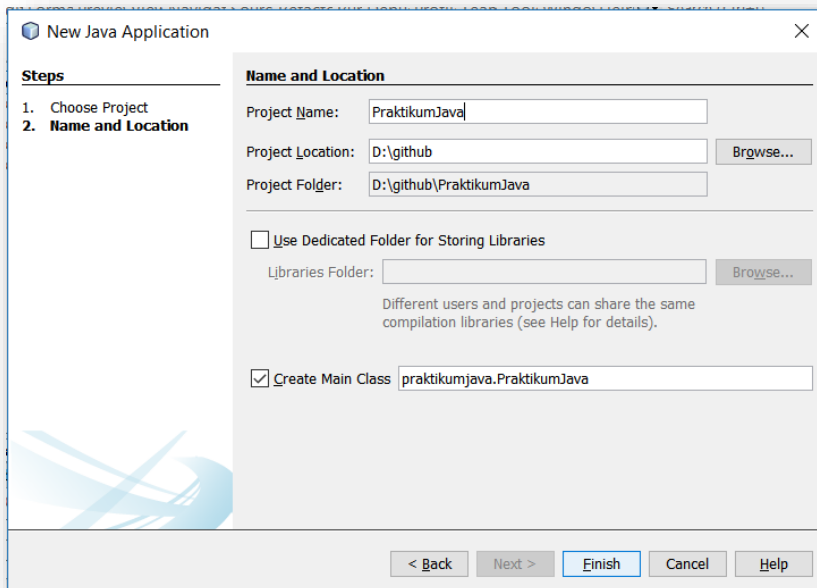 New Java Application
Steps
1. Choose Project
2. Name and Location
Name and Location
Project Name: PraktikumJava
Project Location: D:\github Browse...
Project Folder: D:\github\PraktikumJava
Use Dedicated Folder for Storing Libraries
Libraries Folder: Browse...
Different users and projects can share the same
compilation libraries (see Help for details).
Create Main Class praktikumjava.PraktikumJava
< Back Next > Finish Cancel Help